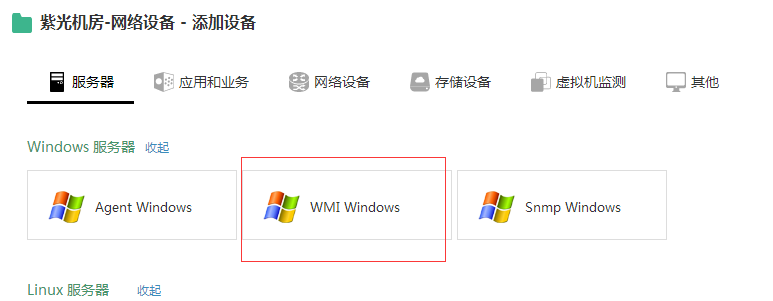 紫光机房-网络设备 - 添加设备
服务器 应用和业务 网络设备 存储设备 虚拟机监测 其他
Windows 服务器 收起
Agent Windows WMI Windows Snmp Windows
Linux 服务器 收起